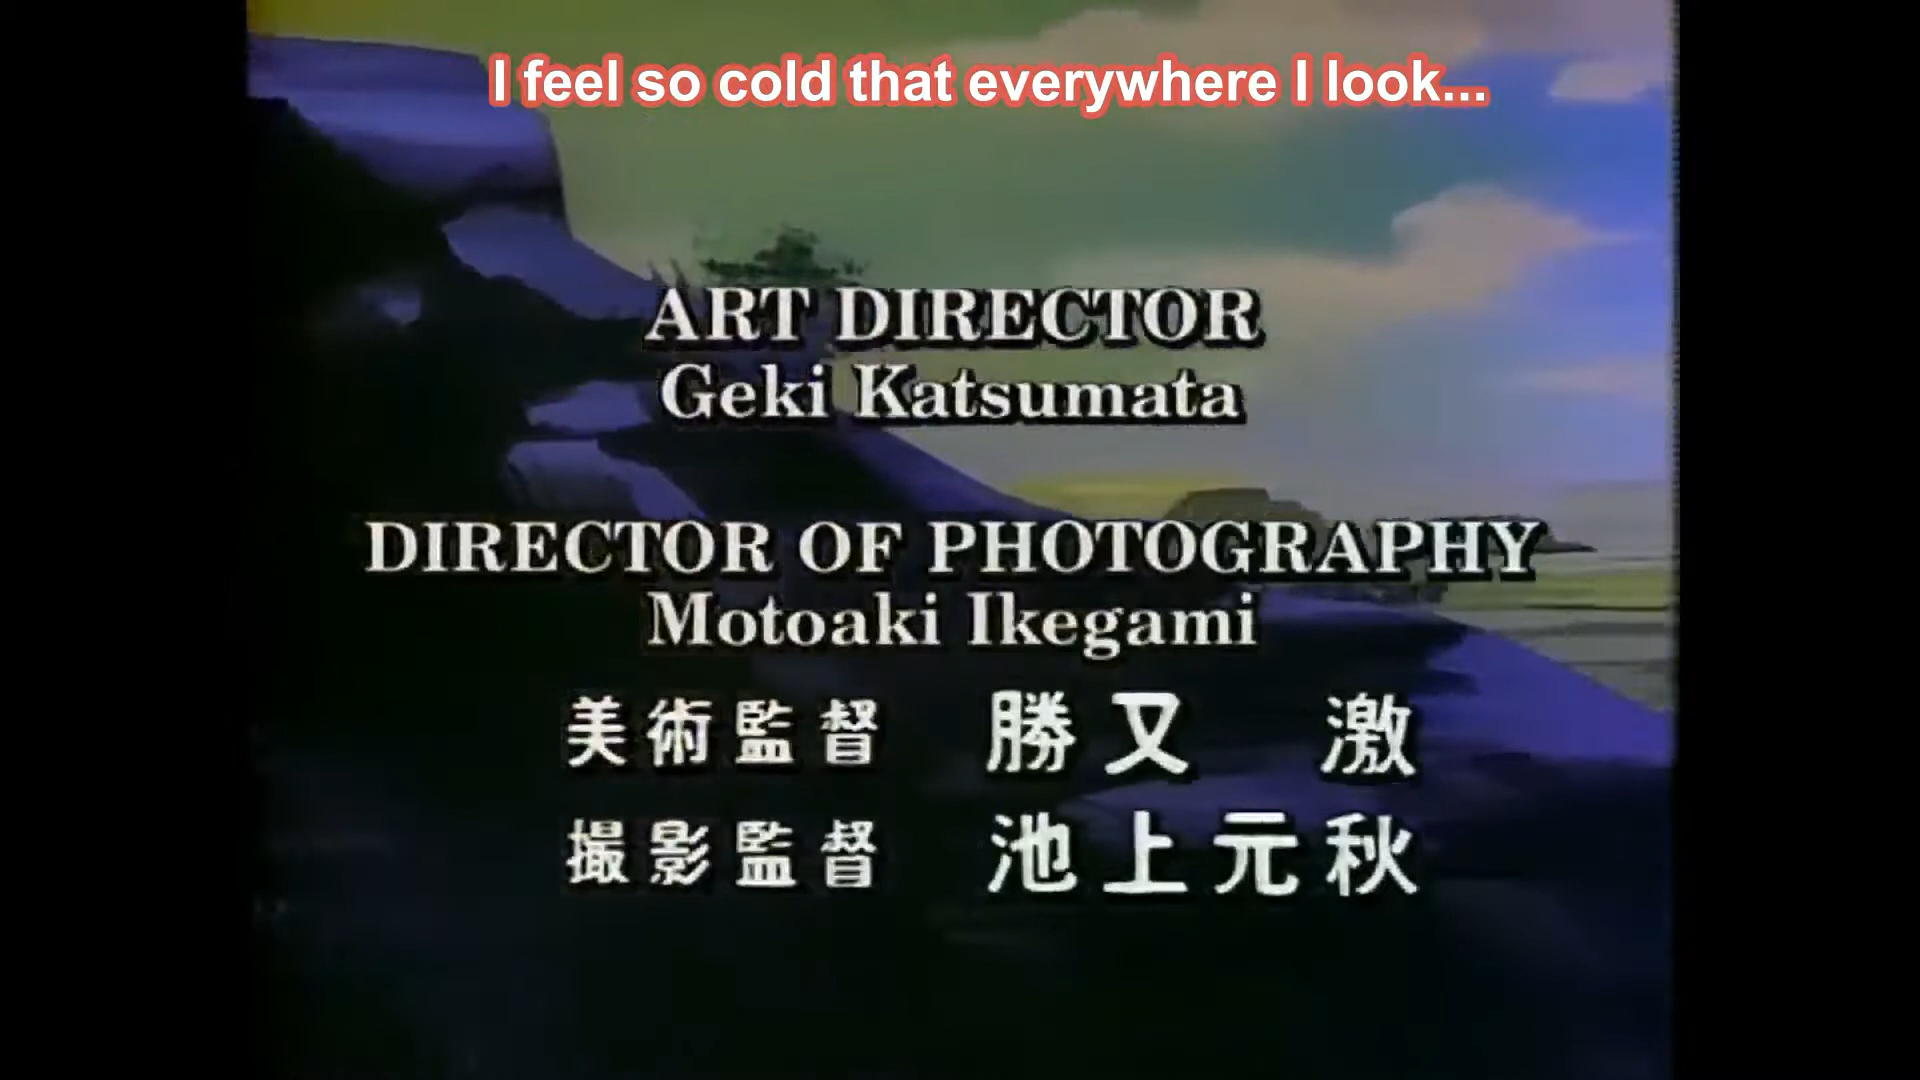 I feel so cold that everywhere I look...
ART DIRECTOR
Geki Katsumata
DIRECTOR OF PHOTOGRAPHY
Motoaki Ikegami
美術監督 勝又 激
撮影監督 池上元秋